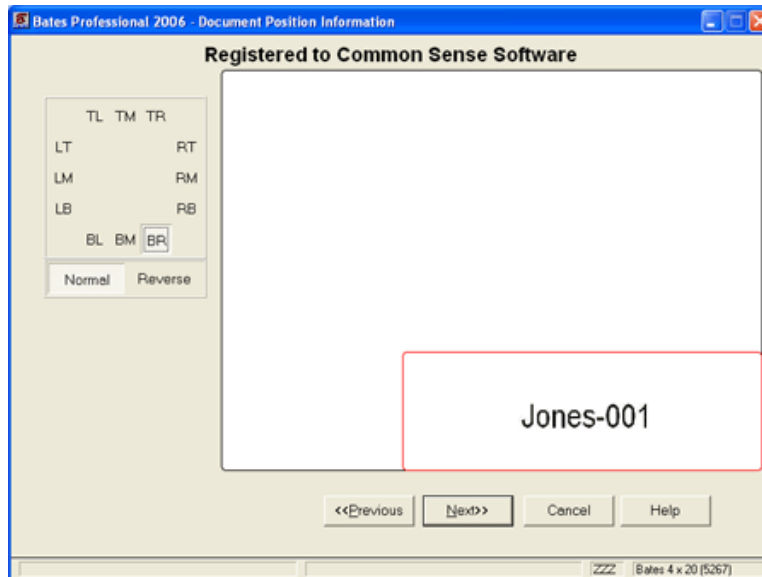 Bates Professional 2006 - Document Position Information
Registered to Common Sense Software
TL TM TR
LT RT
LM RM
LB RB
BL BM BR
Normal Reverse
Jones-001
<<Previous Next>> Cancel Help
ZZZ Bates 4 x 20 (5267)